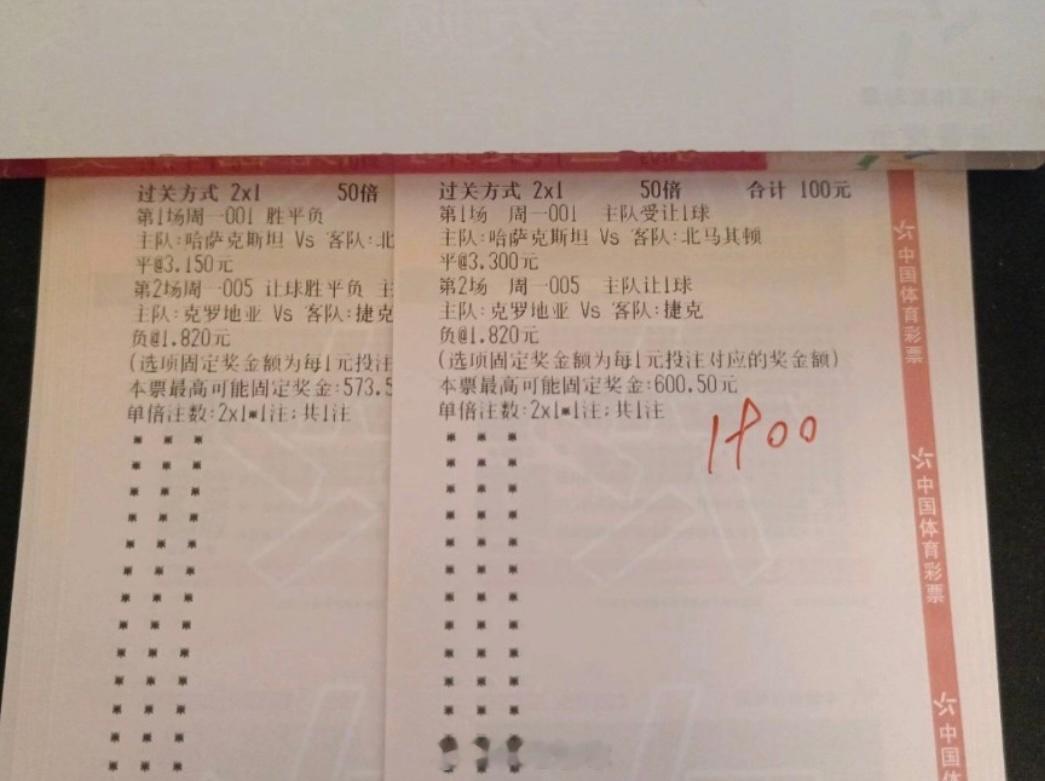 过关方式 2x1 50倍
第1场周一001 胜平负
主队:哈萨克斯坦 Vs 客队:北
平@3.150元
第2场周一005 让球胜平负 主
主队:克罗地亚 Vs 客队:捷克
负@1.820元
(选项固定奖金额为每1元投注
本票最高可能固定奖金:573.5
单倍注数:2x1*1注;共1注
过关方式 2x1 50倍 合计 100元
第1场 周一001 主队受让1球
主队:哈萨克斯坦 Vs 客队:北马其顿
平@3.300元
第2场 周一005 主队让1球
主队:克罗地亚 Vs 客队:捷克
负@1.820元
(选项固定奖金额为每1元投注对应的奖金额)
本票最高可能固定奖金:600.50元
单倍注数:2x1*1注;共1注
中国体育彩票
中国体育彩票
中国体